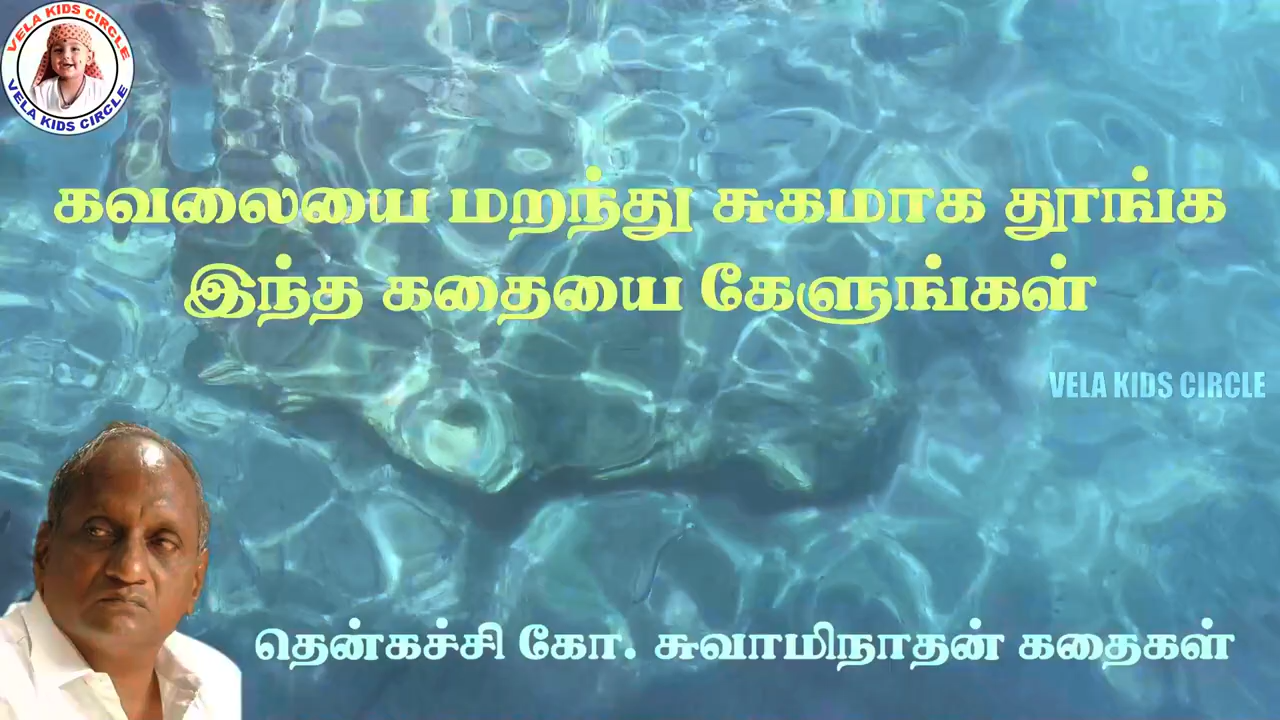 VELA KIDS CIRCLE
VELA KIDS CIRCLE
கவலையை மறந்து சுகமாக தூங்க
இந்த கதையை கேளுங்கள்
VELA KIDS CIRCLE
தென்கச்சி கோ. சுவாமிநாதன் கதைகள்